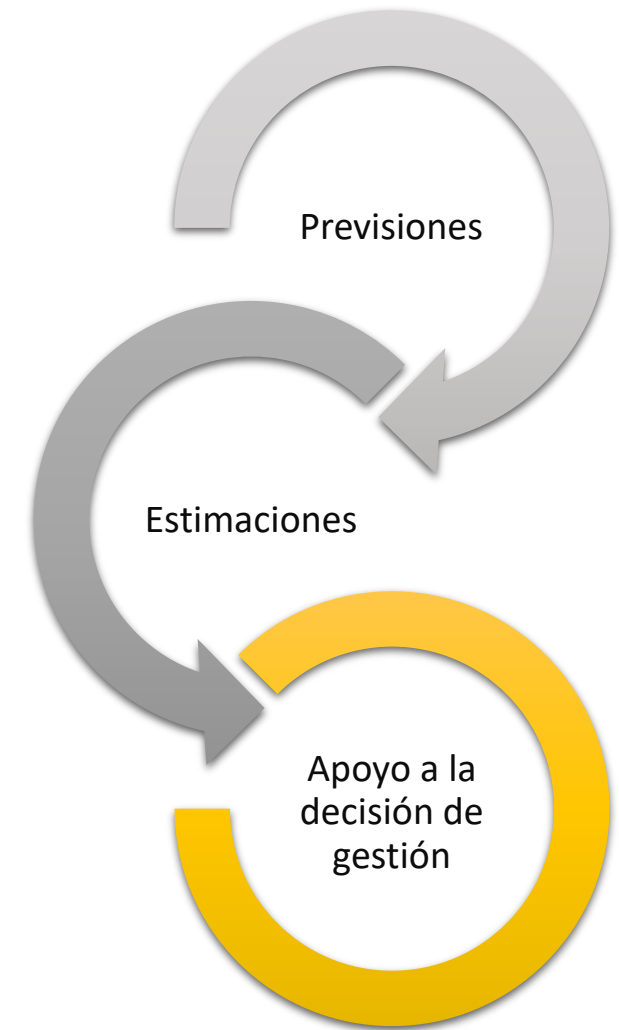 Previsiones
Estimaciones
Apoyo a la
decisión de
gestión